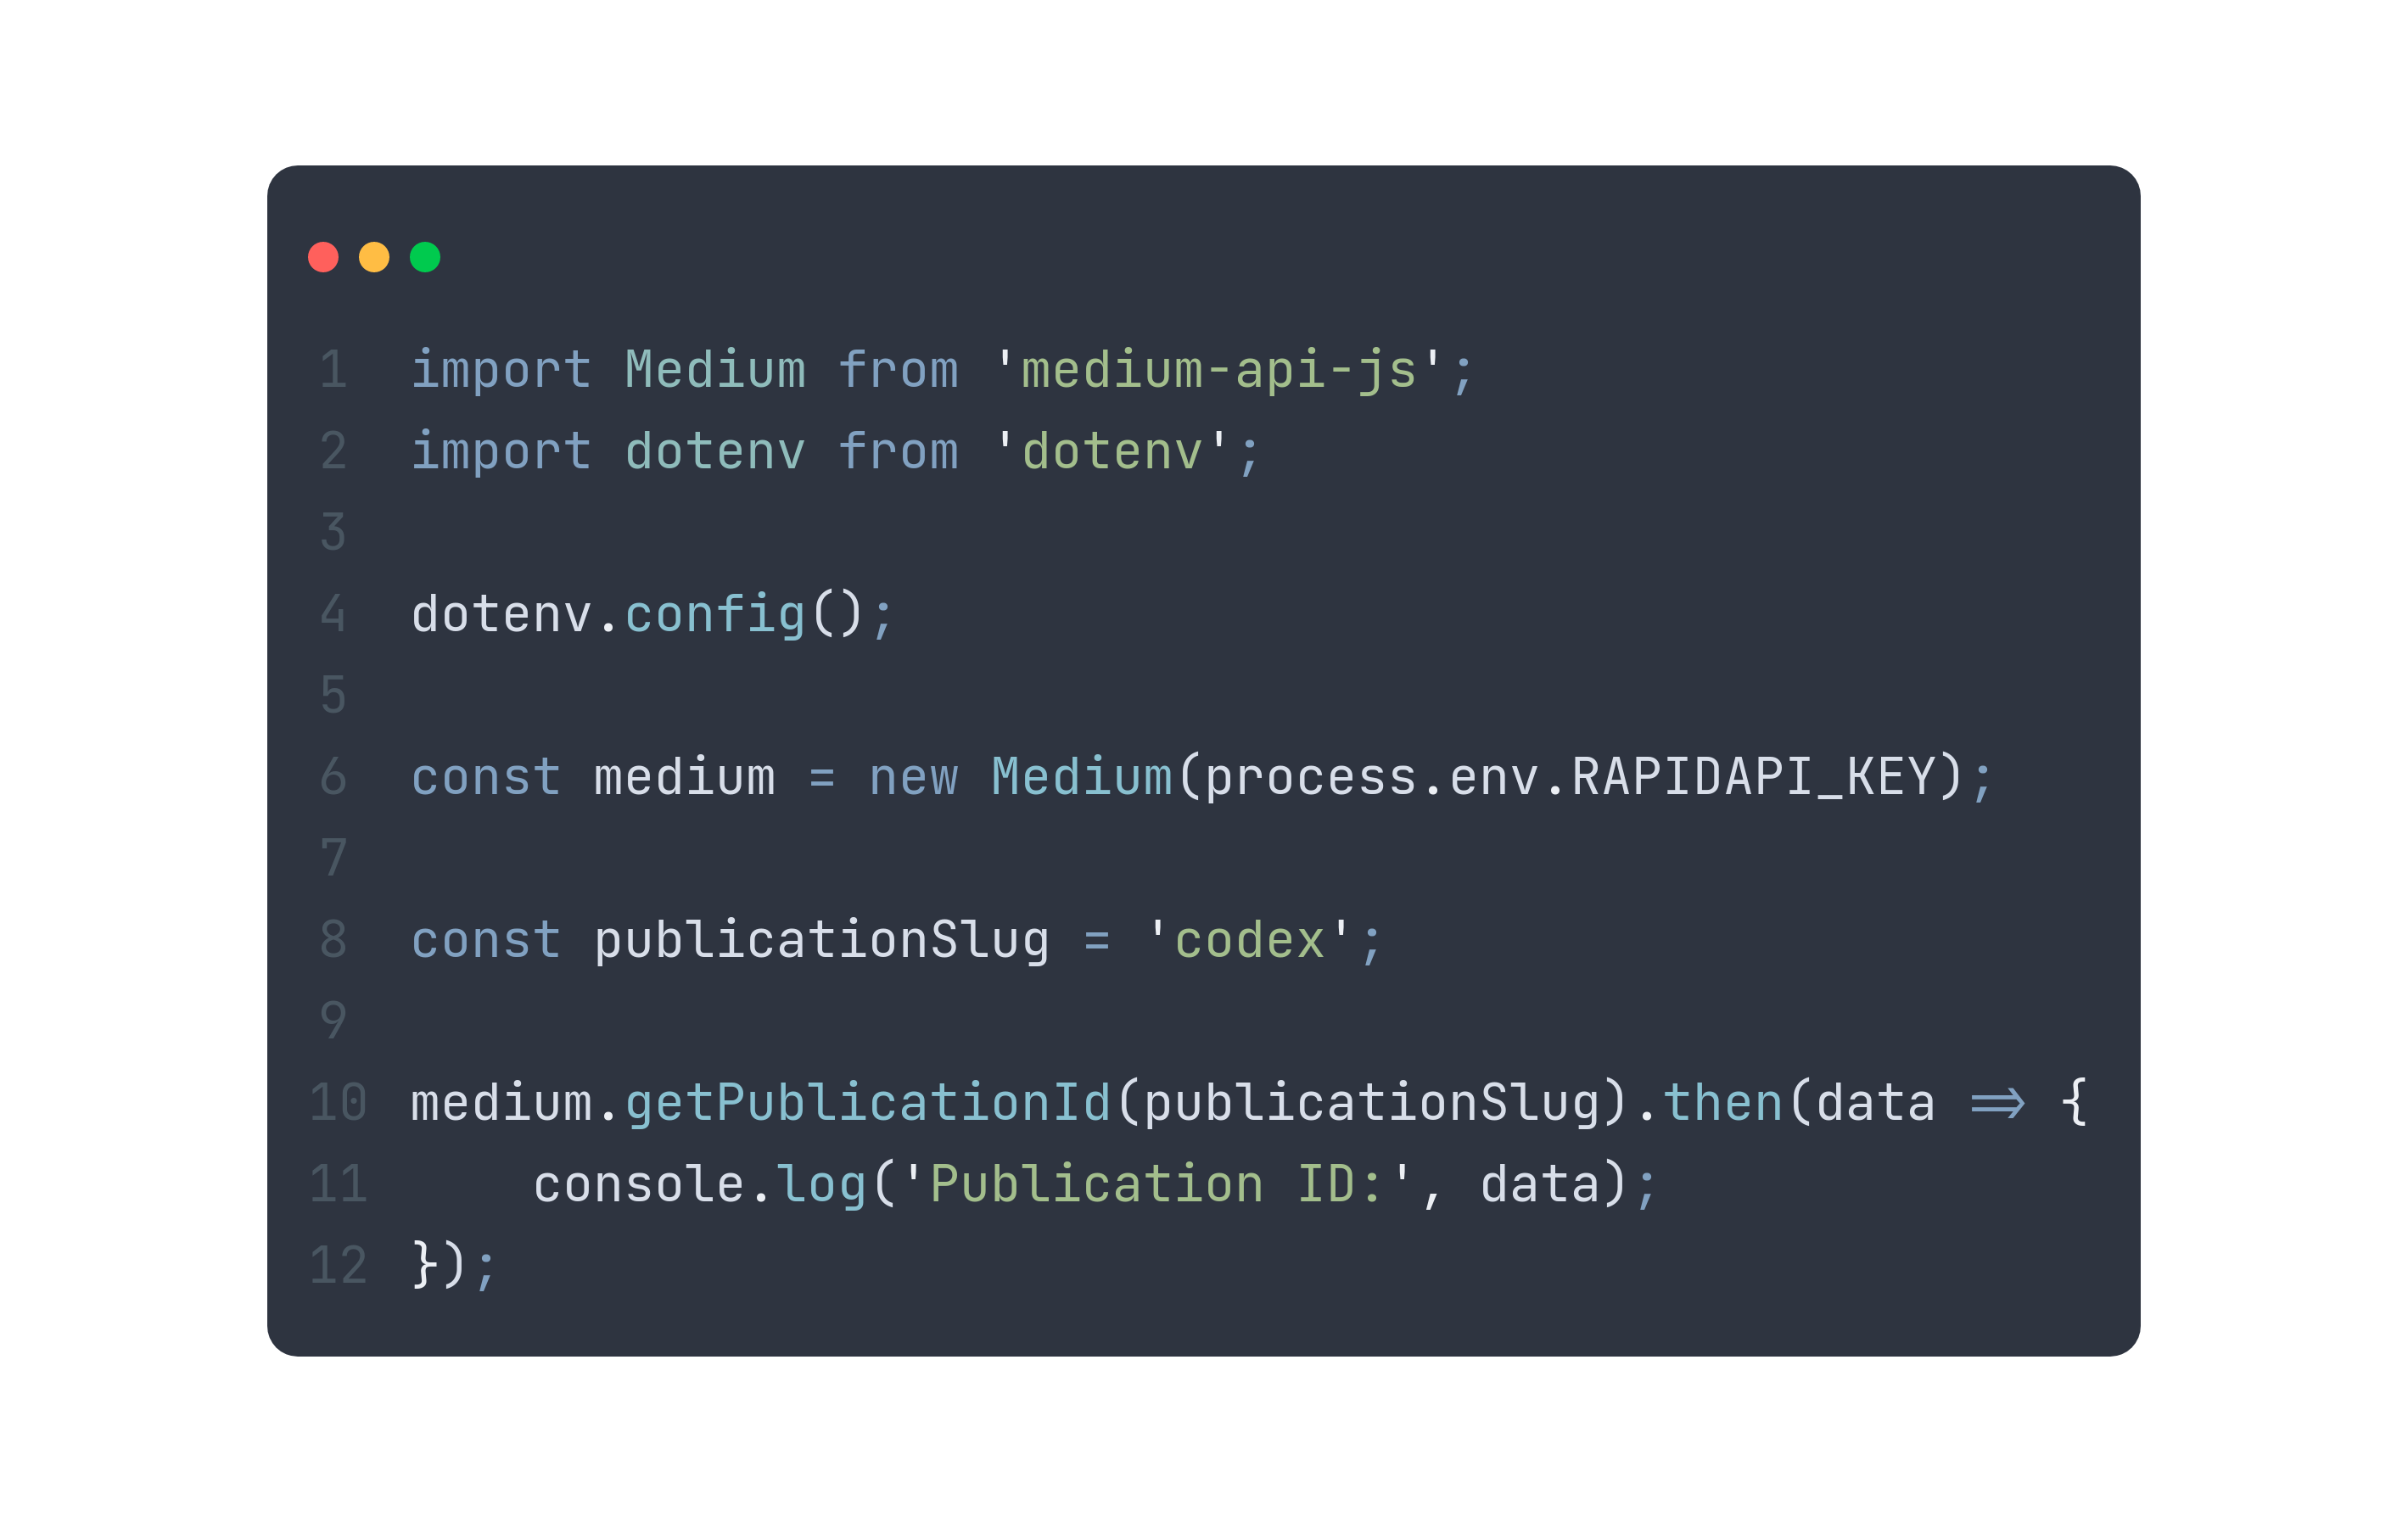 1 import Medium from 'medium-api-js';
2 import dotenv from 'dotenv';
3
4 dotenv.config();
5
6 const medium = new Medium(process.env.RAPIDAPI_KEY);
7
8 const publicationSlug = 'codex';
9
10 medium.getPublicationId(publicationSlug).then(data => {
11     console.log('Publication ID:', data);
12 });